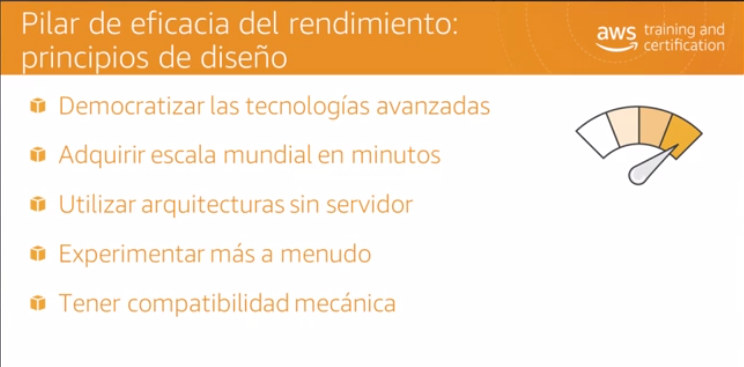 Pilar de eficacia del rendimiento:
principios de diseño
aws training and
certification
Democratizar las tecnologías avanzadas
Adquirir escala mundial en minutos
Utilizar arquitecturas sin servidor
Experimentar más a menudo
Tener compatibilidad mecánica